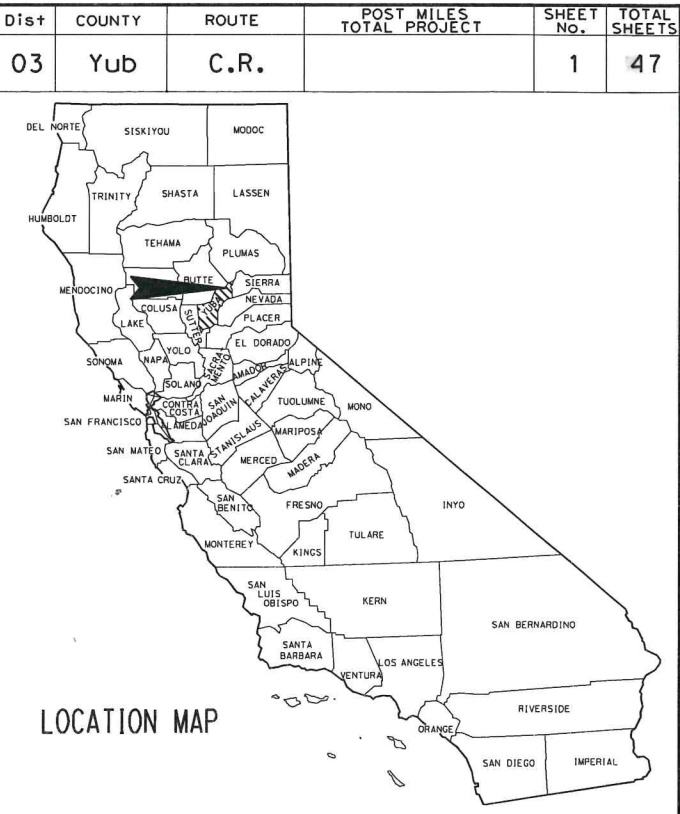 Dist COUNTY ROUTE POST MILES TOTAL PROJECT SHEET No. TOTAL SHEETS
03 Yub C.R. 1 47
DEL NORTE
SISKIYOU
MODOC
TRINITY
SHASTA
LASSEN
HUMBOLDT
TEHAMA
PLUMAS
MENDOCINO
BUTTE
SIERRA
COLUSA
YUBA
NEVADA
LAKE
SUTTER
PLACER
SONOMA
NAPA
YOLO
EL DORADO
SACRA-
MENTO
AMADOR
ALPINE
SOLANO
CALAVERAS
MARIN
CONTRA
COSTA
SAN
JOAQUIN
TUOLUMNE
MONO
SAN FRANCISCO
ALAMEDA
STANISLAUS
MARIPOSA
SAN MATEO
SANTA
CLARA
MERCED
MADERA
SANTA CRUZ
SAN
BENITO
FRESNO
INYO
MONTEREY
KINGS
TULARE
SAN
LUIS
OBISPO
KERN
SAN BERNARDINO
SANTA
BARBARA
VENTURA
LOS ANGELES
LOCATION MAP
ORANGE
RIVERSIDE
SAN DIEGO
IMPERIAL